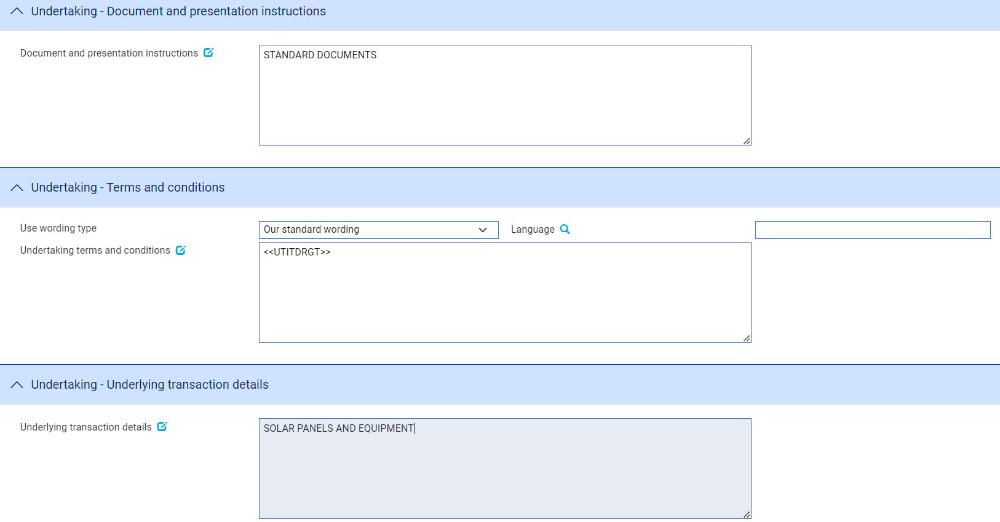 Undertaking - Document and presentation instructions
Document and presentation instructions
STANDARD DOCUMENTS
Undertaking - Terms and conditions
Use wording type
Our standard wording
Language
Undertaking terms and conditions
<<UTITDRGT>>
Undertaking - Underlying transaction details
Underlying transaction details
SOLAR PANELS AND EQUIPMENT